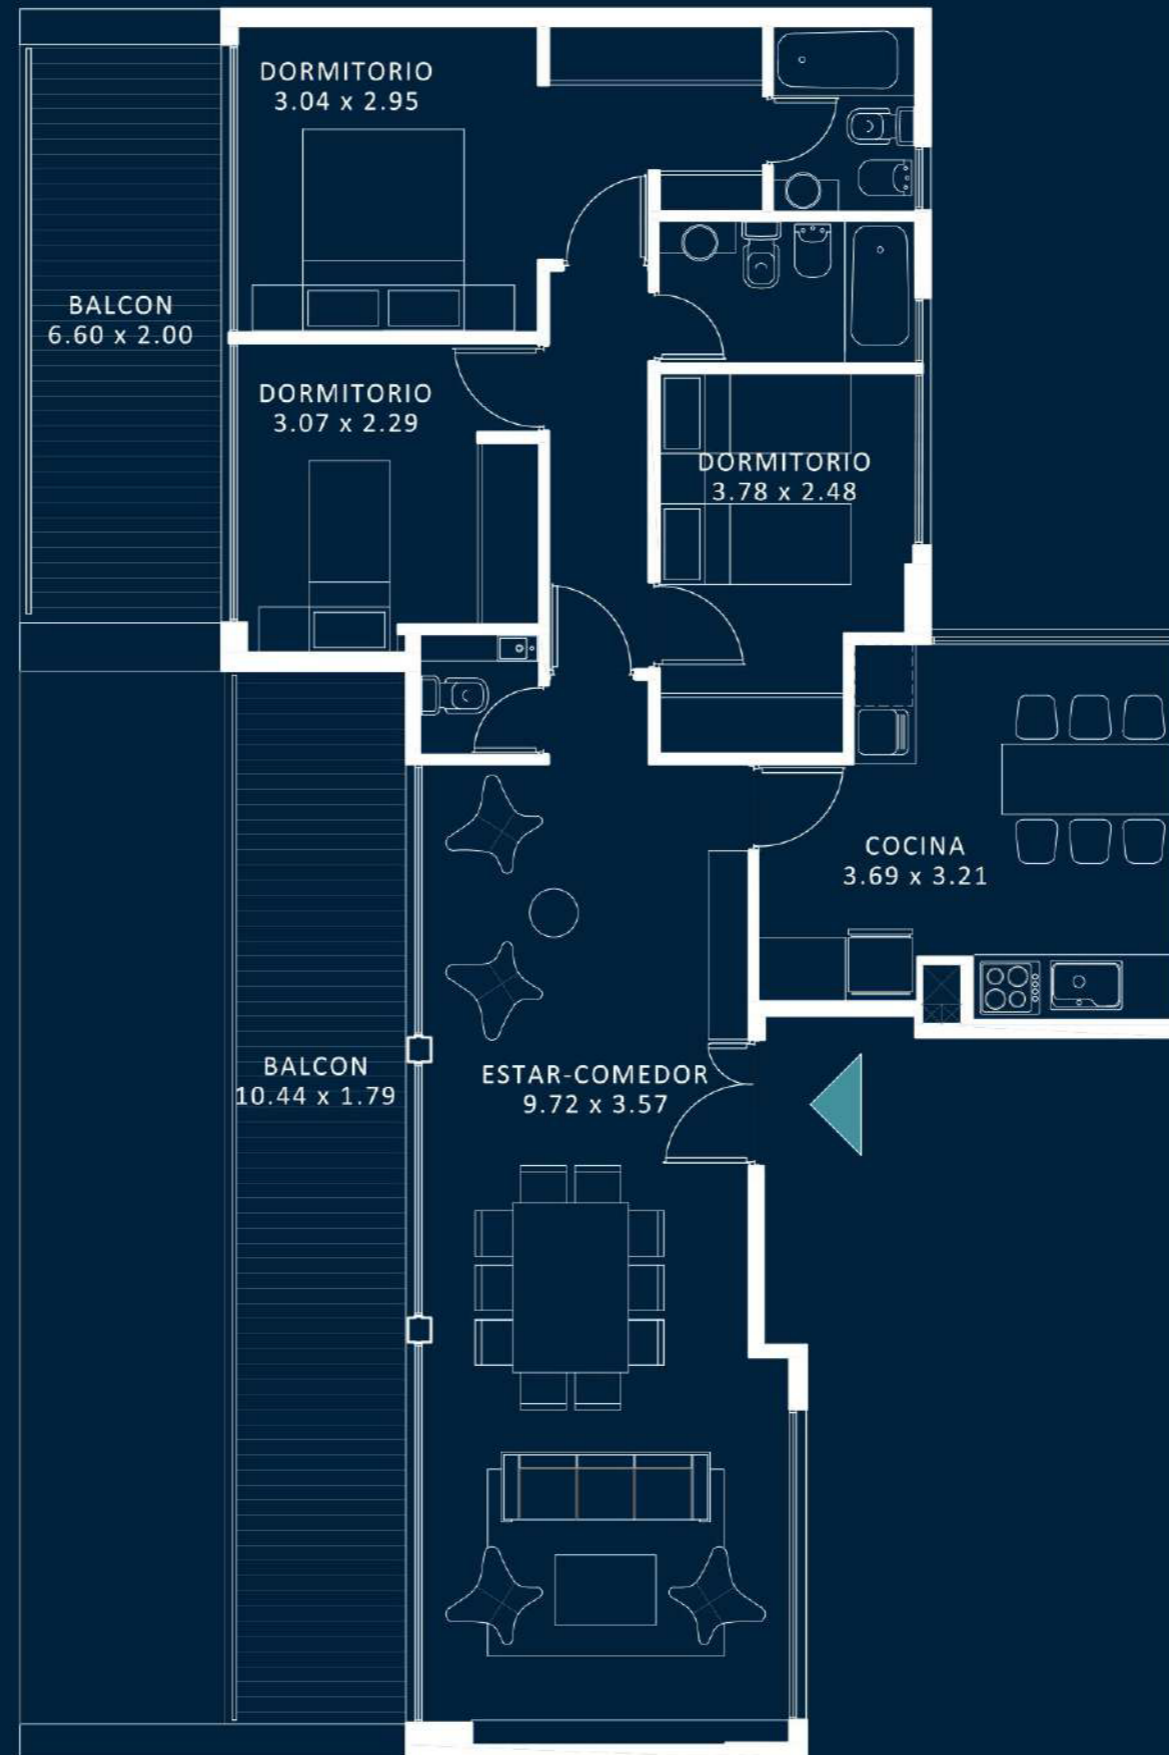 DORMITORIO
3.04 x 2.95
BALCON
6.60 x 2.00
DORMITORIO
3.07 x 2.29
DORMITORIO
3.78 x 2.48
COCINA
3.69 x 3.21
BALCON
10.44 x 1.79
ESTAR-COMEDOR
9.72 x 3.57